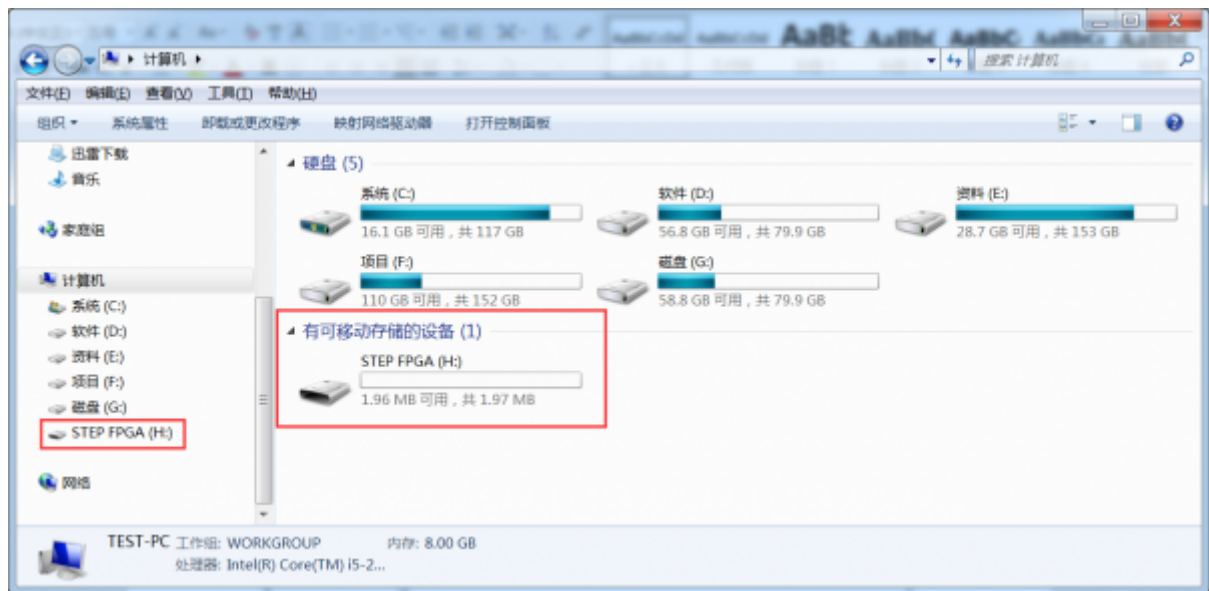 AaBb
计算机
搜索 计算机
文件(F) 编辑(E) 查看(V) 工具(T) 帮助(H)
组织 系统属性 卸载或更改程序 映射网络驱动器 打开控制面板
迅雷下载
音乐
家庭组
计算机
系统 (C:)
软件 (D:)
资料 (E:)
项目 (F:)
磁盘 (G:)
STEP FPGA (H:)
网络
硬盘 (5)
系统 (C:)
16.1 GB 可用，共 117 GB
软件 (D:)
56.8 GB 可用，共 79.9 GB
资料 (E:)
28.7 GB 可用，共 153 GB
项目 (F:)
110 GB 可用，共 152 GB
磁盘 (G:)
58.8 GB 可用，共 79.9 GB
有可移动存储的设备 (1)
STEP FPGA (H:)
1.96 MB 可用，共 1.97 MB
TEST-PC 工作组: WORKGROUP 内存: 8.00 GB
处理器: Intel(R) Core(TM) i5-2...